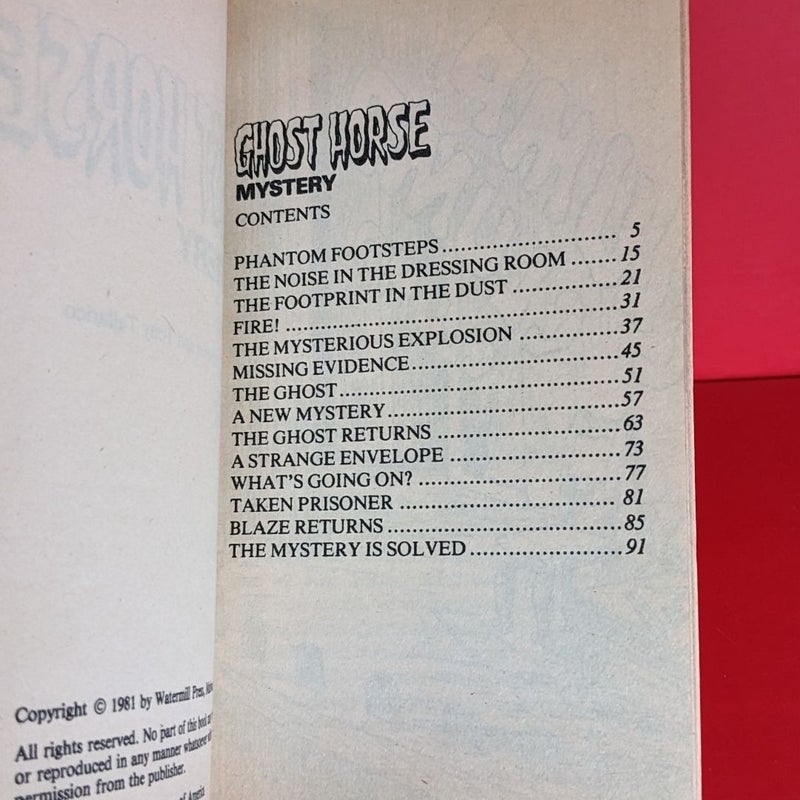 Copyright © 1981 by Watermill Press,
All rights reserved. No part of this book
or reproduced in any manner whatsoever
permission from the publisher.
GHOST HORSE
MYSTERY
CONTENTS
PHANTOM FOOTSTEPS .......................... 5
THE NOISE IN THE DRESSING ROOM ....... 15
THE FOOTPRINT IN THE DUST .............. 21
FIRE! .................................................. 31
THE MYSTERIOUS EXPLOSION ............. 37
MISSING EVIDENCE ............................... 45
THE GHOST .......................................... 51
A NEW MYSTERY ................................... 57
THE GHOST RETURNS ........................... 63
A STRANGE ENVELOPE ......................... 73
WHAT'S GOING ON? .............................. 77
TAKEN PRISONER ................................. 81
BLAZE RETURNS ................................... 85
THE MYSTERY IS SOLVED ...................... 91